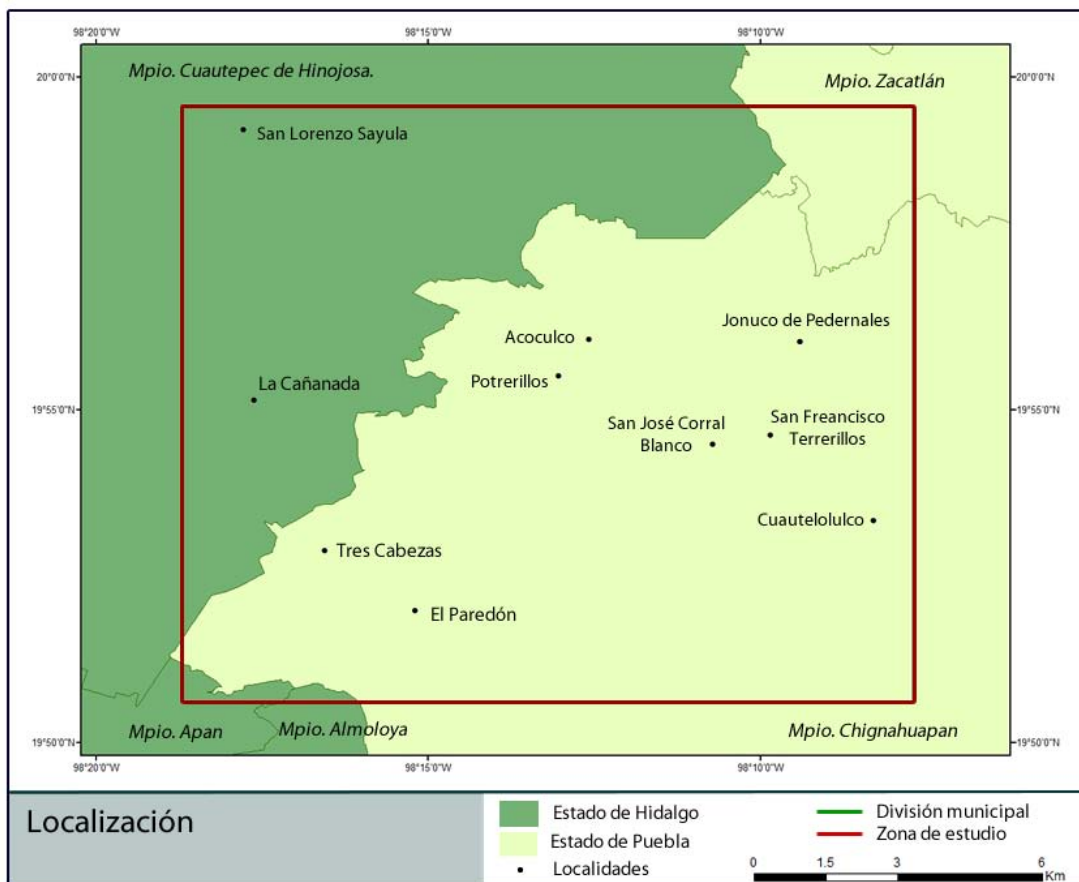 98°20'0"W
98°15'0"W
98°10'0"W
20°0'0"N
20°0'0"N
Mpio. Cuautepec de Hinojosa.
Mpio. Zacatlán
San Lorenzo Sayula
Jonuco de Pedernales
Acoculco
Potrerillos
La Cañanada
19°55'0"N
19°55'0"N
San José Corral
Blanco
San Freancisco
Terrerillos
Cuautelolulco
Tres Cabezas
El Paredón
Mpio. Apan
Mpio. Almoloya
Mpio. Chignahuapan
19°50'0"N
19°50'0"N
98°20'0"W
98°15'0"W
98°10'0"W
Localización
Estado de Hidalgo
Estado de Puebla
Localidades
División municipal
Zona de estudio
0 1.5 3 6
Km